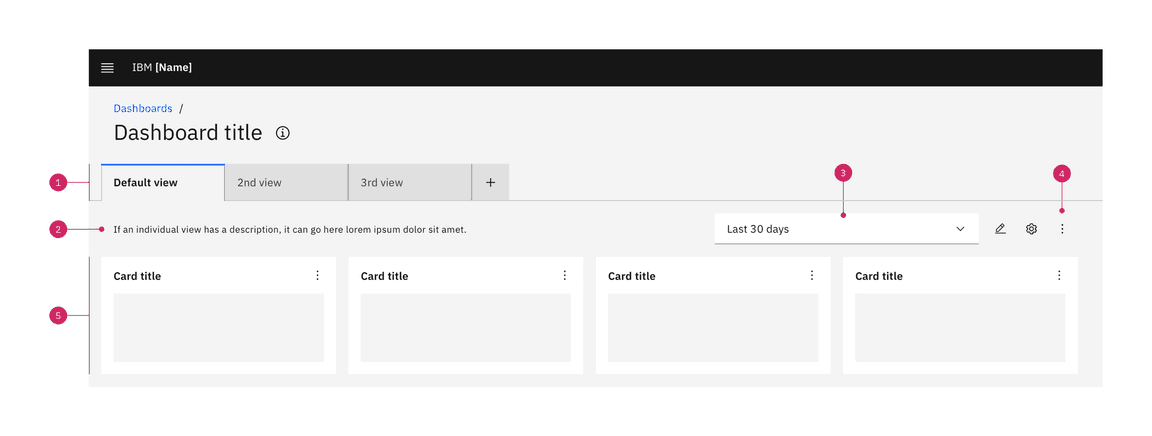 IBM [Name]
Dashboards /
Dashboard title
1
Default view
2nd view
3rd view
+
3
4
2
If an individual view has a description, it can go here lorem ipsum dolor sit amet.
Last 30 days
Card title
Card title
Card title
Card title
5